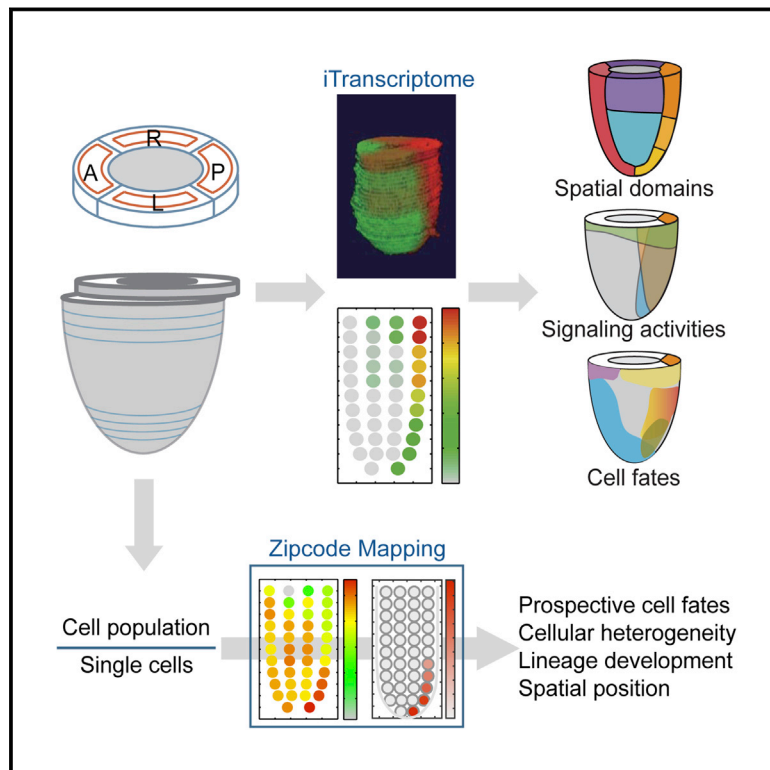 iTranscriptome
R
A
P
L
Spatial domains
Signaling activities
Cell fates
Zipcode Mapping
Cell population
Single cells
Prospective cell fates
Cellular heterogeneity
Lineage development
Spatial position